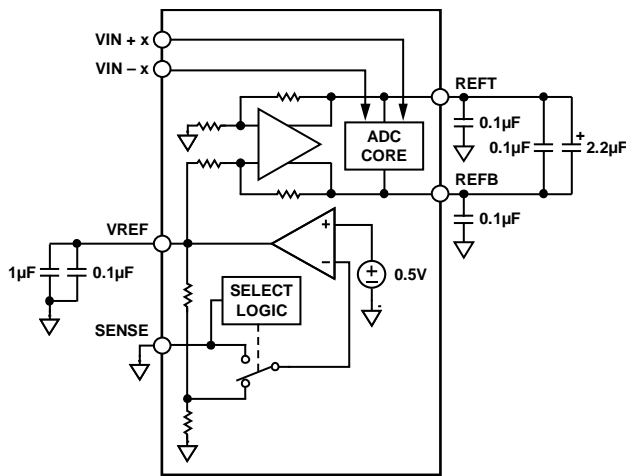 VIN + x
VIN – x
REFT
0.1µF
ADC
CORE
0.1µF
+
2.2µF
REFB
VREF
0.1µF
+
–
1µF
0.1µF
+
–
0.5V
SELECT
LOGIC
SENSE